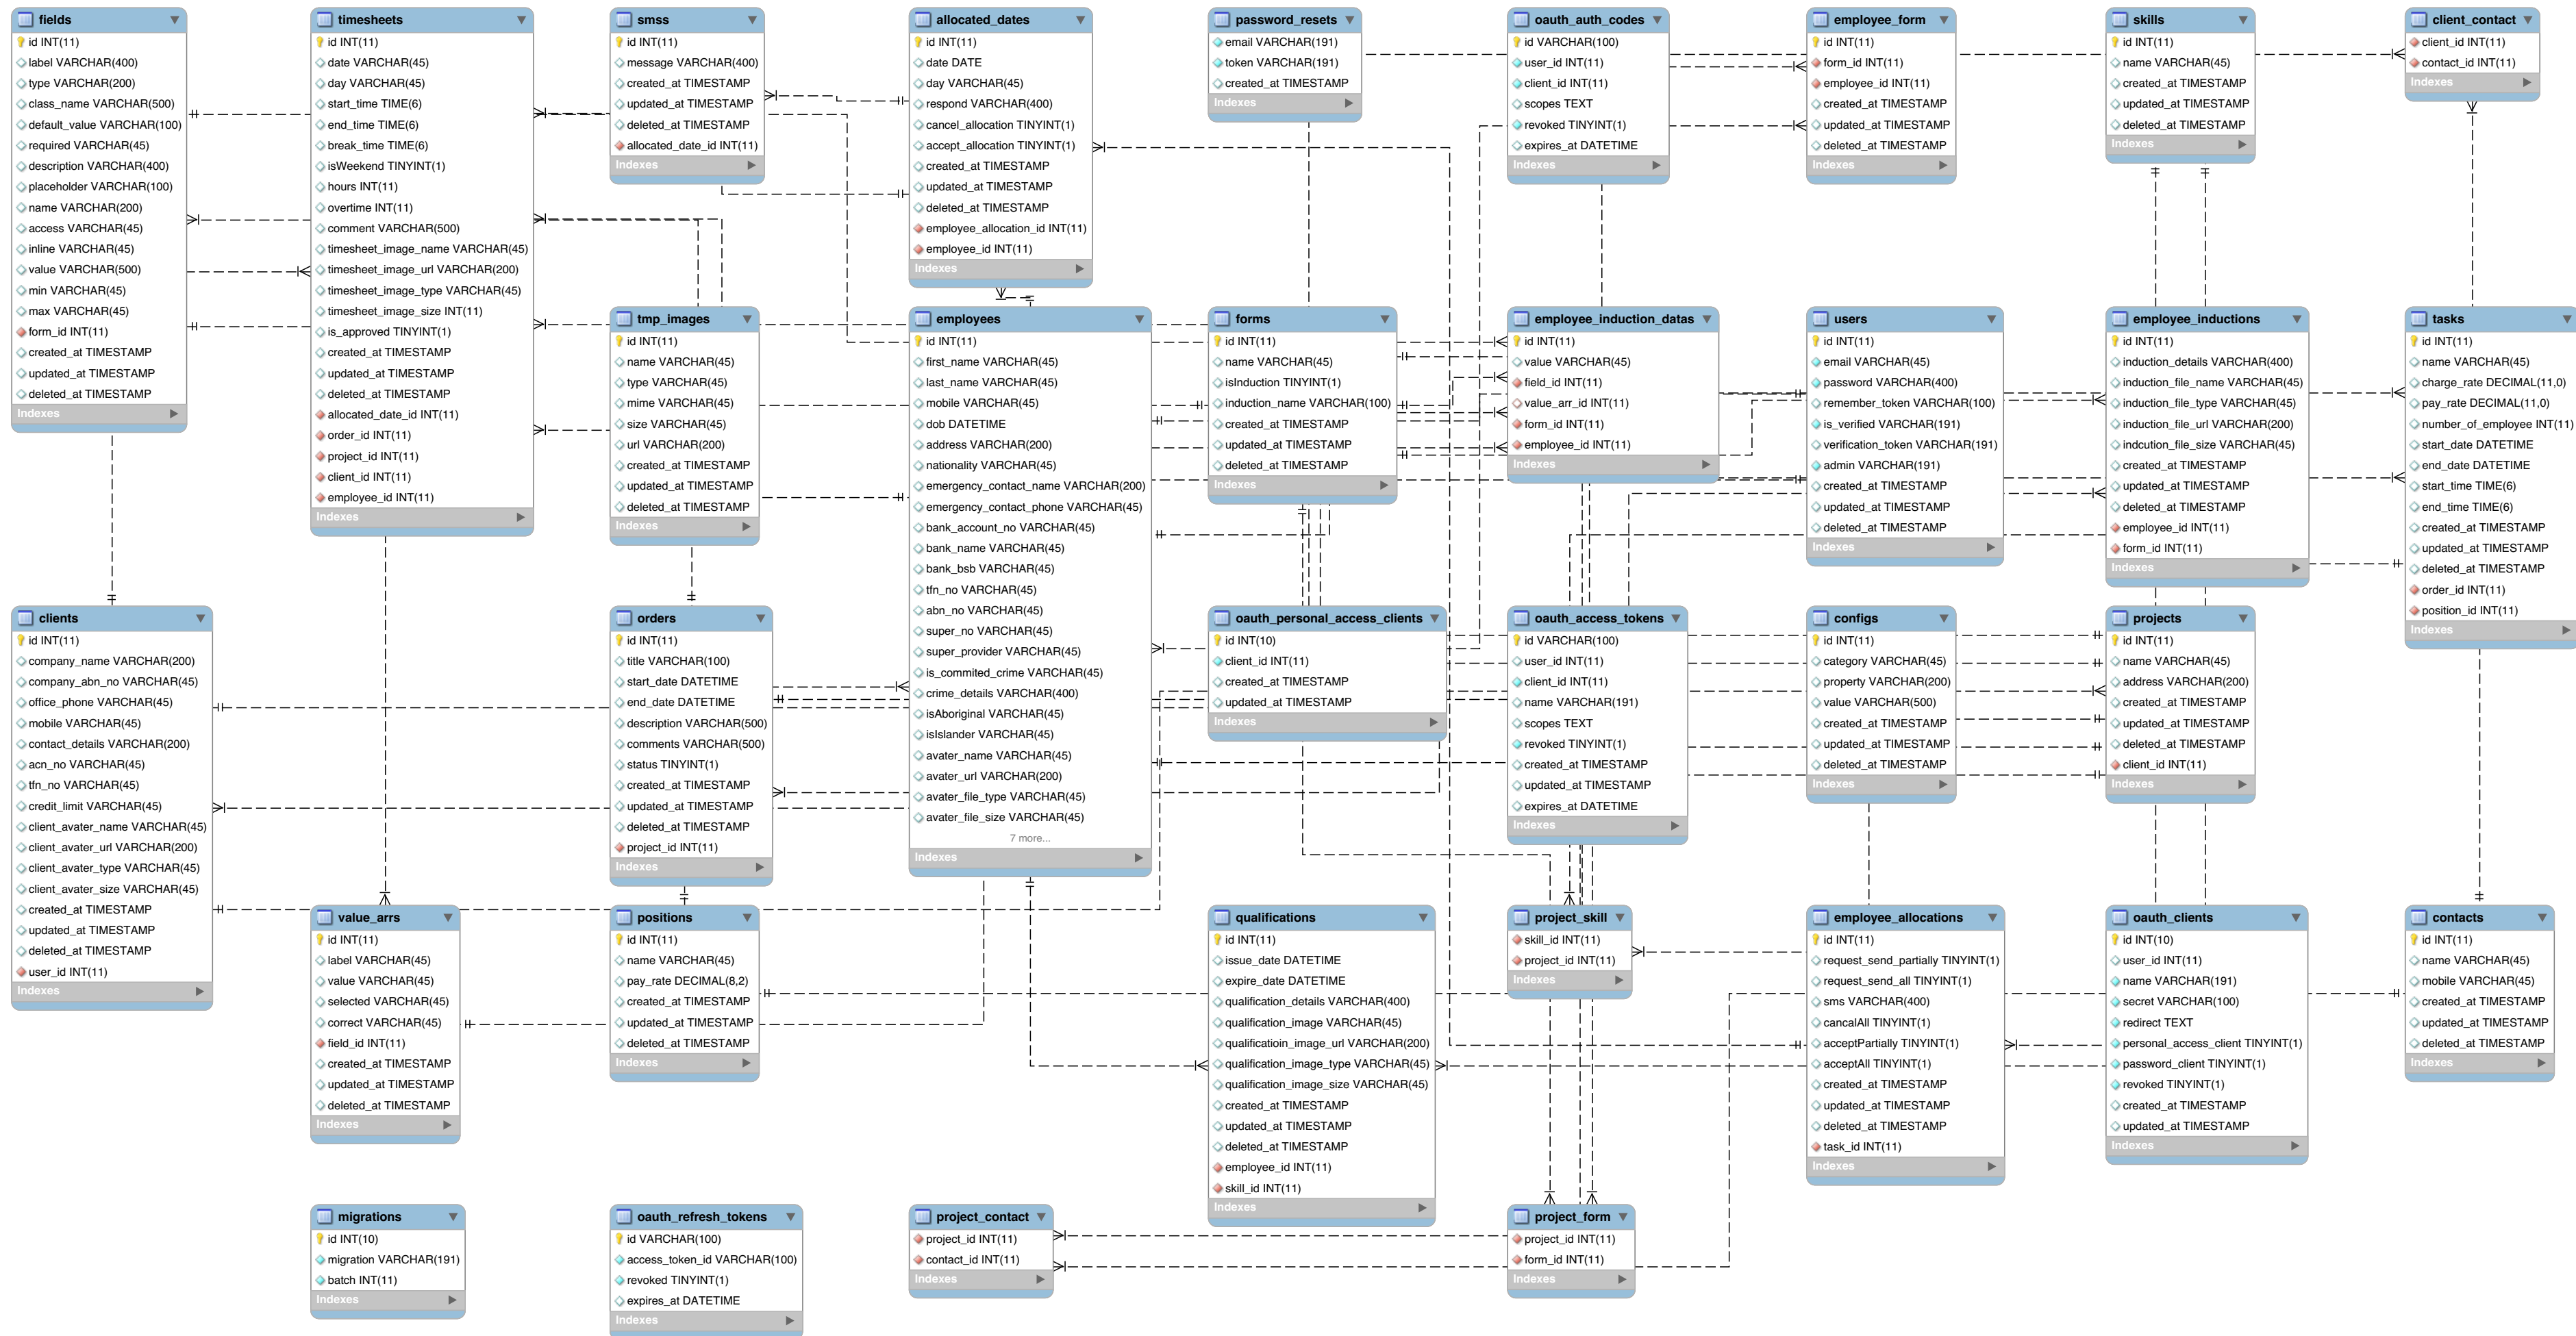 fields
id INT(11)
label VARCHAR(400)
type VARCHAR(200)
class_name VARCHAR(500)
default_value VARCHAR(100)
required VARCHAR(45)
description VARCHAR(400)
placeholder VARCHAR(100)
name VARCHAR(200)
access VARCHAR(45)
inline VARCHAR(45)
value VARCHAR(500)
min VARCHAR(45)
max VARCHAR(45)
form_id INT(11)
created_at TIMESTAMP
updated_at TIMESTAMP
deleted_at TIMESTAMP
Indexes
timesheets
id INT(11)
date VARCHAR(45)
day VARCHAR(45)
start_time TIME(6)
end_time TIME(6)
break_time TIME(6)
isWeekend TINYINT(1)
hours INT(11)
overtime INT(11)
comment VARCHAR(500)
timesheet_image_name VARCHAR(45)
timesheet_image_url VARCHAR(200)
timesheet_image_type VARCHAR(45)
timesheet_image_size INT(11)
is_approved TINYINT(1)
created_at TIMESTAMP
updated_at TIMESTAMP
deleted_at TIMESTAMP
allocated_date_id INT(11)
order_id INT(11)
project_id INT(11)
client_id INT(11)
employee_id INT(11)
Indexes
smss
id INT(11)
message VARCHAR(400)
created_at TIMESTAMP
updated_at TIMESTAMP
deleted_at TIMESTAMP
allocated_date_id INT(11)
Indexes
allocated_dates
id INT(11)
date DATE
day VARCHAR(45)
respond VARCHAR(400)
cancel_allocation TINYINT(1)
accept_allocation TINYINT(1)
created_at TIMESTAMP
updated_at TIMESTAMP
deleted_at TIMESTAMP
employee_allocation_id INT(11)
employee_id INT(11)
Indexes
password_resets
email VARCHAR(191)
token VARCHAR(191)
created_at TIMESTAMP
Indexes
oauth_auth_codes
id VARCHAR(100)
user_id INT(11)
client_id INT(11)
scopes TEXT
revoked TINYINT(1)
expires_at DATETIME
Indexes
employee_form
id INT(11)
form_id INT(11)
employee_id INT(11)
created_at TIMESTAMP
updated_at TIMESTAMP
deleted_at TIMESTAMP
Indexes
skills
id INT(11)
name VARCHAR(45)
created_at TIMESTAMP
updated_at TIMESTAMP
deleted_at TIMESTAMP
Indexes
client_contact
client_id INT(11)
contact_id INT(11)
Indexes
tmp_images
id INT(11)
name VARCHAR(45)
type VARCHAR(45)
mime VARCHAR(45)
size VARCHAR(45)
url VARCHAR(200)
created_at TIMESTAMP
updated_at TIMESTAMP
deleted_at TIMESTAMP
Indexes
employees
id INT(11)
first_name VARCHAR(45)
last_name VARCHAR(45)
mobile VARCHAR(45)
dob DATETIME
address VARCHAR(200)
nationality VARCHAR(45)
emergency_contact_name VARCHAR(200)
emergency_contact_phone VARCHAR(45)
bank_account_no VARCHAR(45)
bank_name VARCHAR(45)
bank_bsb VARCHAR(45)
tfn_no VARCHAR(45)
abn_no VARCHAR(45)
super_no VARCHAR(45)
super_provider VARCHAR(45)
is_commited_crime VARCHAR(45)
crime_details VARCHAR(400)
isAboriginal VARCHAR(45)
isIslander VARCHAR(45)
avater_name VARCHAR(45)
avater_url VARCHAR(200)
avater_file_type VARCHAR(45)
avater_file_size VARCHAR(45)
7 more...
Indexes
forms
id INT(11)
name VARCHAR(45)
isInduction TINYINT(1)
induction_name VARCHAR(100)
created_at TIMESTAMP
updated_at TIMESTAMP
deleted_at TIMESTAMP
Indexes
employee_induction_datas
id INT(11)
value VARCHAR(45)
field_id INT(11)
value_arr_id INT(11)
form_id INT(11)
employee_id INT(11)
Indexes
users
id INT(11)
email VARCHAR(45)
password VARCHAR(400)
remember_token VARCHAR(100)
is_verified VARCHAR(191)
verification_token VARCHAR(191)
admin VARCHAR(191)
created_at TIMESTAMP
updated_at TIMESTAMP
deleted_at TIMESTAMP
Indexes
employee_inductions
id INT(11)
induction_details VARCHAR(400)
induction_file_name VARCHAR(45)
induction_file_type VARCHAR(45)
induction_file_url VARCHAR(200)
indcution_file_size VARCHAR(45)
created_at TIMESTAMP
updated_at TIMESTAMP
deleted_at TIMESTAMP
employee_id INT(11)
form_id INT(11)
Indexes
tasks
id INT(11)
name VARCHAR(45)
charge_rate DECIMAL(11,0)
pay_rate DECIMAL(11,0)
number_of_employee INT(11)
start_date DATETIME
end_date DATETIME
start_time TIME(6)
end_time TIME(6)
created_at TIMESTAMP
updated_at TIMESTAMP
deleted_at TIMESTAMP
order_id INT(11)
position_id INT(11)
Indexes
clients
id INT(11)
company_name VARCHAR(200)
company_abn_no VARCHAR(45)
office_phone VARCHAR(45)
mobile VARCHAR(45)
contact_details VARCHAR(200)
acn_no VARCHAR(45)
tfn_no VARCHAR(45)
credit_limit VARCHAR(45)
client_avater_name VARCHAR(45)
client_avater_url VARCHAR(200)
client_avater_type VARCHAR(45)
client_avater_size VARCHAR(45)
created_at TIMESTAMP
updated_at TIMESTAMP
deleted_at TIMESTAMP
user_id INT(11)
Indexes
orders
id INT(11)
title VARCHAR(100)
start_date DATETIME
end_date DATETIME
description VARCHAR(500)
comments VARCHAR(500)
status TINYINT(1)
created_at TIMESTAMP
updated_at TIMESTAMP
deleted_at TIMESTAMP
project_id INT(11)
Indexes
oauth_personal_access_clients
id INT(10)
client_id INT(11)
created_at TIMESTAMP
updated_at TIMESTAMP
Indexes
oauth_access_tokens
id VARCHAR(100)
user_id INT(11)
client_id INT(11)
name VARCHAR(191)
scopes TEXT
revoked TINYINT(1)
created_at TIMESTAMP
updated_at TIMESTAMP
expires_at DATETIME
Indexes
configs
id INT(11)
category VARCHAR(45)
property VARCHAR(200)
value VARCHAR(500)
created_at TIMESTAMP
updated_at TIMESTAMP
deleted_at TIMESTAMP
Indexes
projects
id INT(11)
name VARCHAR(45)
address VARCHAR(200)
created_at TIMESTAMP
updated_at TIMESTAMP
deleted_at TIMESTAMP
client_id INT(11)
Indexes
value_arrs
id INT(11)
label VARCHAR(45)
value VARCHAR(45)
selected VARCHAR(45)
correct VARCHAR(45)
field_id INT(11)
created_at TIMESTAMP
updated_at TIMESTAMP
deleted_at TIMESTAMP
Indexes
positions
id INT(11)
name VARCHAR(45)
pay_rate DECIMAL(8,2)
created_at TIMESTAMP
updated_at TIMESTAMP
deleted_at TIMESTAMP
Indexes
qualifications
id INT(11)
issue_date DATETIME
expire_date DATETIME
qualification_details VARCHAR(400)
qualification_image VARCHAR(45)
qualificatioin_image_url VARCHAR(200)
qualification_image_type VARCHAR(45)
qualification_image_size VARCHAR(45)
created_at TIMESTAMP
updated_at TIMESTAMP
deleted_at TIMESTAMP
employee_id INT(11)
skill_id INT(11)
Indexes
project_skill
skill_id INT(11)
project_id INT(11)
Indexes
employee_allocations
id INT(11)
request_send_partially TINYINT(1)
request_send_all TINYINT(1)
sms VARCHAR(400)
cancalAll TINYINT(1)
acceptPartially TINYINT(1)
acceptAll TINYINT(1)
created_at TIMESTAMP
updated_at TIMESTAMP
deleted_at TIMESTAMP
task_id INT(11)
Indexes
oauth_clients
id INT(10)
user_id INT(11)
name VARCHAR(191)
secret VARCHAR(100)
redirect TEXT
personal_access_client TINYINT(1)
password_client TINYINT(1)
revoked TINYINT(1)
created_at TIMESTAMP
updated_at TIMESTAMP
Indexes
contacts
id INT(11)
name VARCHAR(45)
mobile VARCHAR(45)
created_at TIMESTAMP
updated_at TIMESTAMP
deleted_at TIMESTAMP
Indexes
migrations
id INT(10)
migration VARCHAR(191)
batch INT(11)
Indexes
oauth_refresh_tokens
id VARCHAR(100)
access_token_id VARCHAR(100)
revoked TINYINT(1)
expires_at DATETIME
Indexes
project_contact
project_id INT(11)
contact_id INT(11)
Indexes
project_form
project_id INT(11)
form_id INT(11)
Indexes